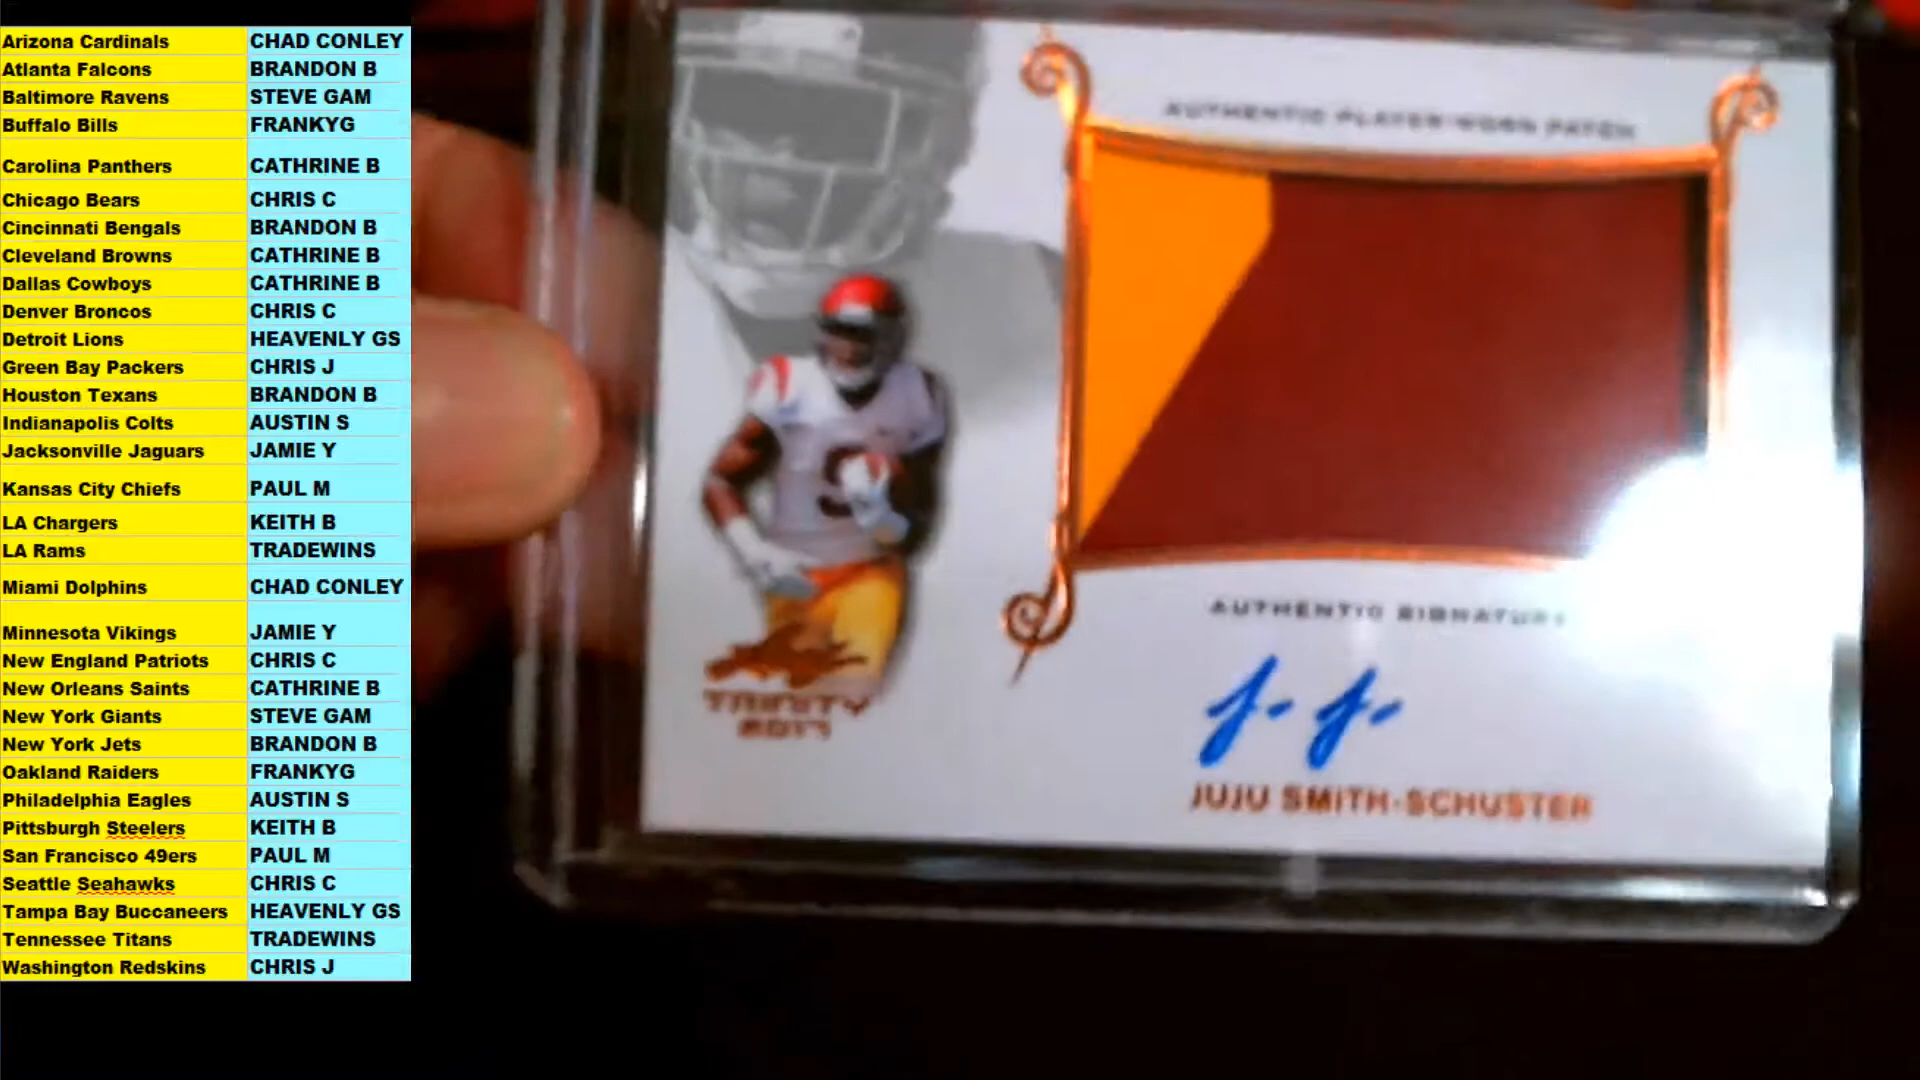 Arizona Cardinals CHAD CONLEY
Atlanta Falcons BRANDON B
Baltimore Ravens STEVE GAM
Buffalo Bills FRANKYG
Carolina Panthers CATHRINE B
Chicago Bears CHRIS C
Cincinnati Bengals BRANDON B
Cleveland Browns CATHRINE B
Dallas Cowboys CATHRINE B
Denver Broncos CHRIS C
Detroit Lions HEAVENLY GS
Green Bay Packers CHRIS J
Houston Texans BRANDON B
Indianapolis Colts AUSTIN S
Jacksonville Jaguars JAMIE Y
Kansas City Chiefs PAUL M
LA Chargers KEITH B
LA Rams TRADEWINS
Miami Dolphins CHAD CONLEY
Minnesota Vikings JAMIE Y
New England Patriots CHRIS C
New Orleans Saints CATHRINE B
New York Giants STEVE GAM
New York Jets BRANDON B
Oakland Raiders FRANKYG
Philadelphia Eagles AUSTIN S
Pittsburgh Steelers KEITH B
San Francisco 49ers PAUL M
Seattle Seahawks CHRIS C
Tampa Bay Buccaneers HEAVENLY GS
Tennessee Titans TRADEWINS
Washington Redskins CHRIS J
AUTHENTIC PLAYER-WORN PATCH
9
TRINITY
2017
AUTHENTIC SIGNATURE
JUJU SMITH-SCHUSTER